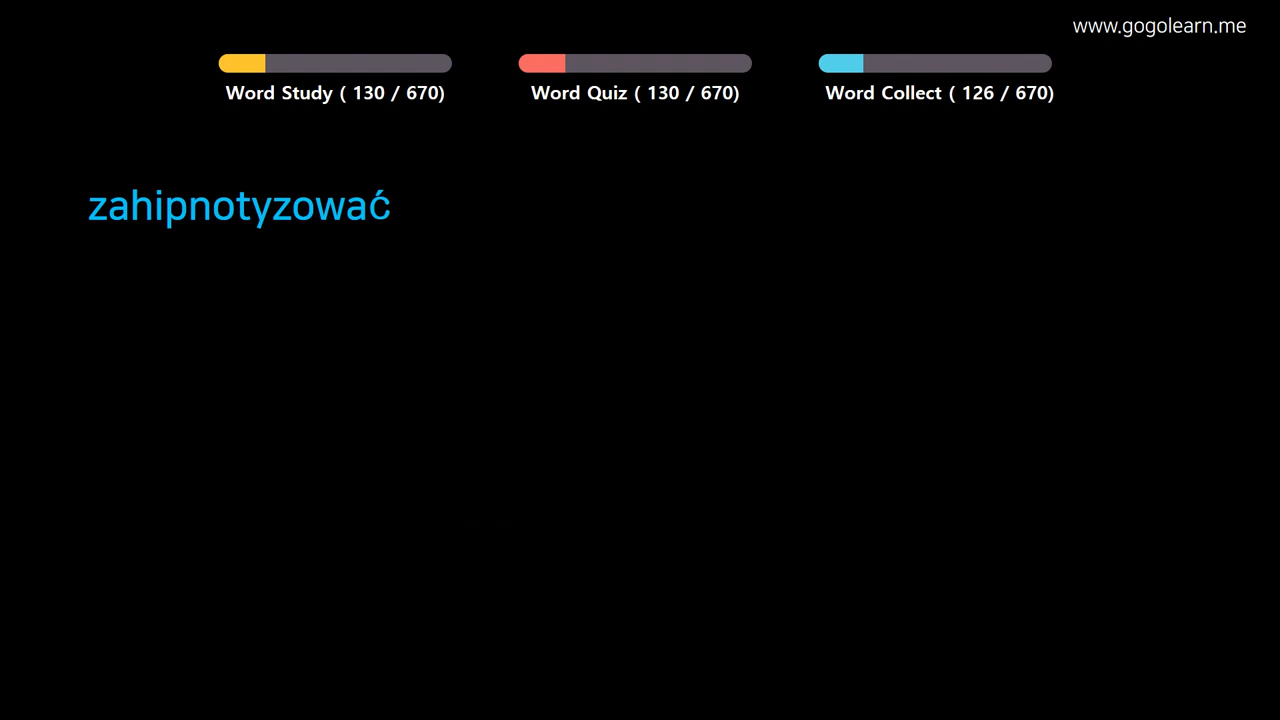 www.gogolearn.me
Word Study ( 130 / 670)
Word Quiz ( 130 / 670)
Word Collect ( 126 / 670)
zahipnotyzować